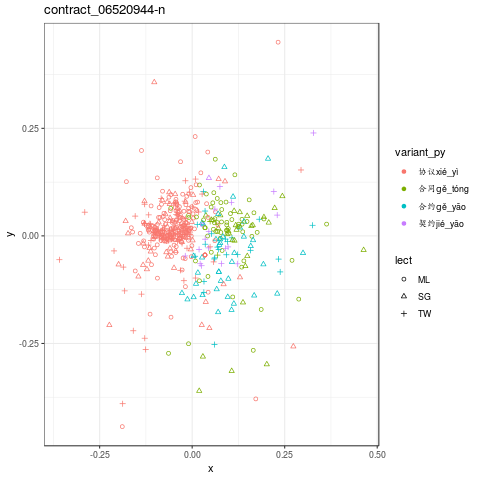 contract_06520944-n
y
0.25
0.00
-0.25
-0.25
0.00
0.25
0.50
x
variant_py
协议xié_yì
合同gě_tóng
合约gě_yāo
契约jié_yāo
lect
ML
SG
TW